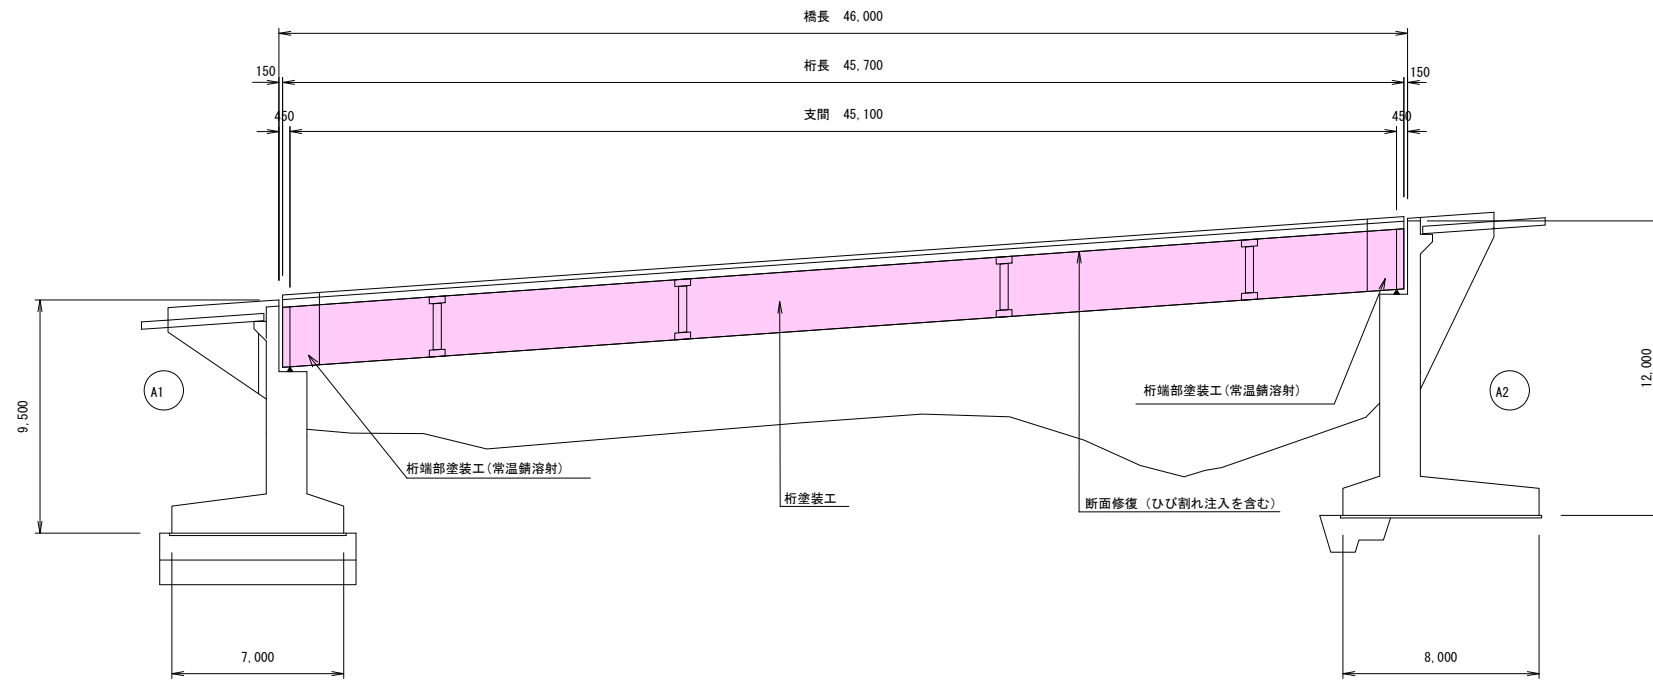 橋長 46,000
150
桁長 45,700
150
450
支間 45,100
450
A1
9,500
桁端部塗装工(常温錆溶射)
桁塗装工
断面修復（ひび割れ注入を含む）
桁端部塗装工(常温錆溶射)
A2
12,000
7,000
8,000